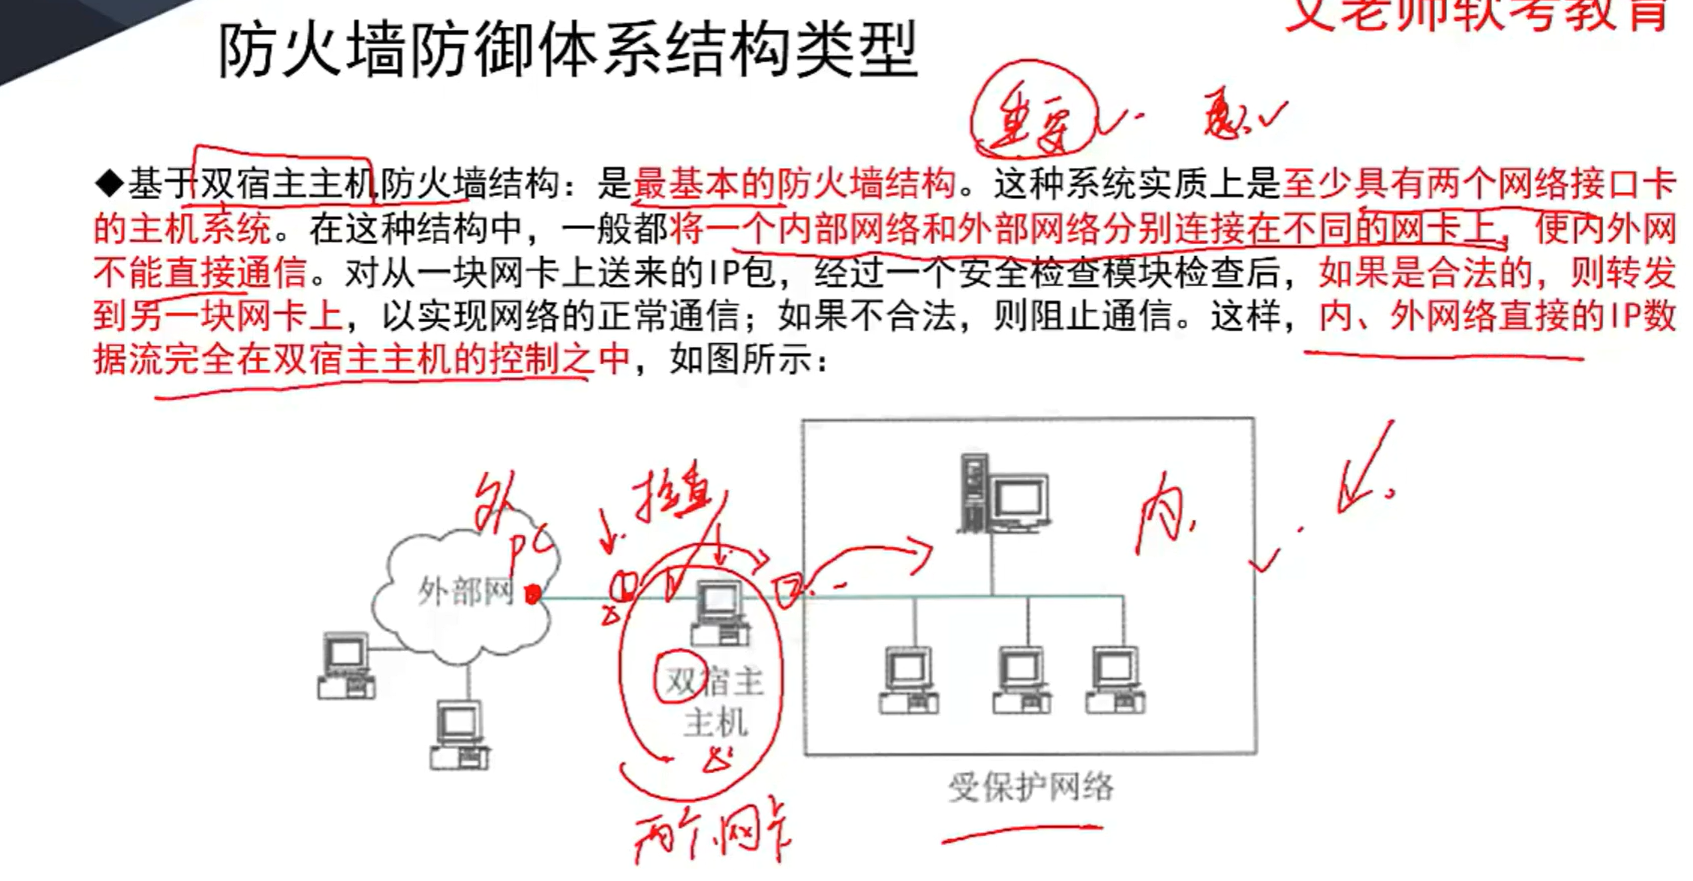 艾老师软考教育
防火墙防御体系结构类型
重要
◆基于双宿主主机防火墙结构：是最基本的防火墙结构。这种系统实质上是至少具有两个网络接口卡
的主机系统。在这种结构中，一般都将一个内部网络和外部网络分别连接在不同的网卡上，使内外网
不能直接通信。对从一块网卡上送来的IP包，经过一个安全检查模块检查后，如果是合法的，则转发
到另一块网卡上，以实现网络的正常通信；如果不合法，则阻止通信。这样，内、外网络直接的IP数
据流完全在双宿主主机的控制之中，如图所示：
外
检查
内
PC
外部网
双宿主
主机
受保护网络
两个网卡